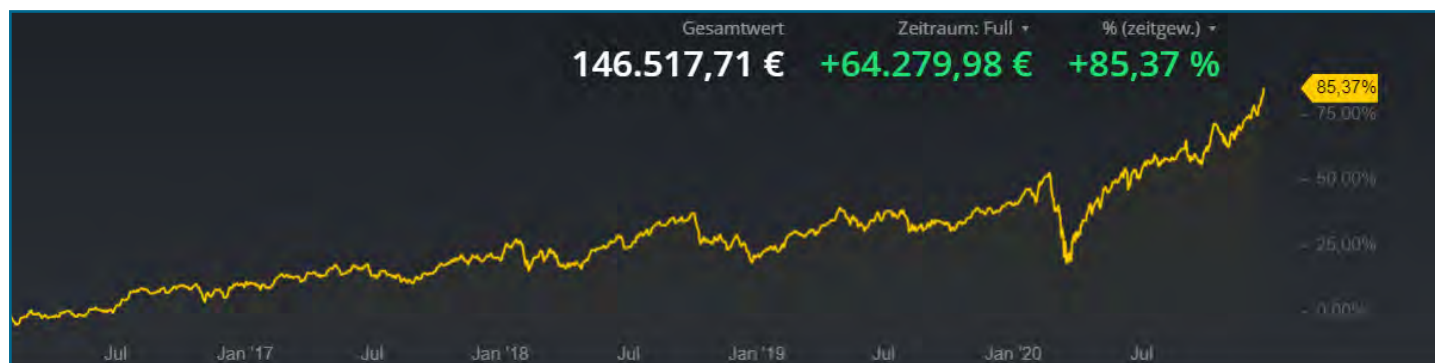 Gesamtwert Zeitraum: Full % (zeitgew.)
146.517,71 € +64.279,98 € +85,37 %
85,37%
75,00%
50,00%
25,00%
0,00%
Jul Jan '17 Jul Jan '18 Jul Jan '19 Jul Jan '20 Jul